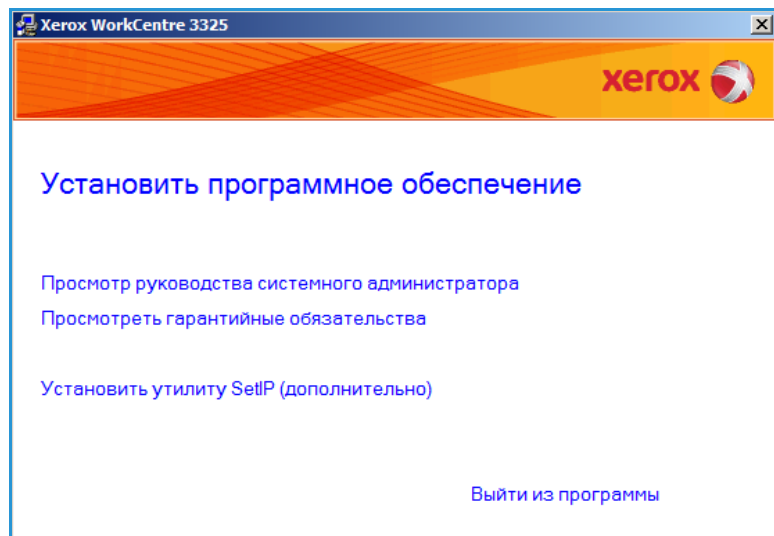 Xerox WorkCentre 3325
xerox
Установить программное обеспечение
Просмотр руководства системного администратора
Просмотреть гарантийные обязательства
Установить утилиту SetIP (дополнительно)
Выйти из программы